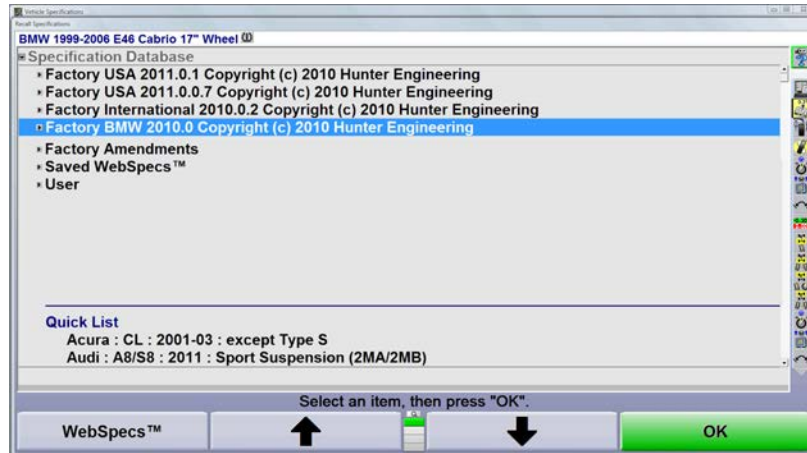 Vehicle Specifications
Recall Specifications
BMW 1999-2006 E46 Cabrio 17" Wheel
Specification Database
Factory USA 2011.0.1 Copyright (c) 2010 Hunter Engineering
Factory USA 2011.0.0.7 Copyright (c) 2010 Hunter Engineering
Factory International 2010.0.2 Copyright (c) 2010 Hunter Engineering
Factory BMW 2010.0 Copyright (c) 2010 Hunter Engineering
Factory Amendments
Saved WebSpecs™
User
Quick List
Acura : CL : 2001-03 : except Type S
Audi : A8/S8 : 2011 : Sport Suspension (2MA/2MB)
Select an item, then press "OK".
WebSpecs™
OK